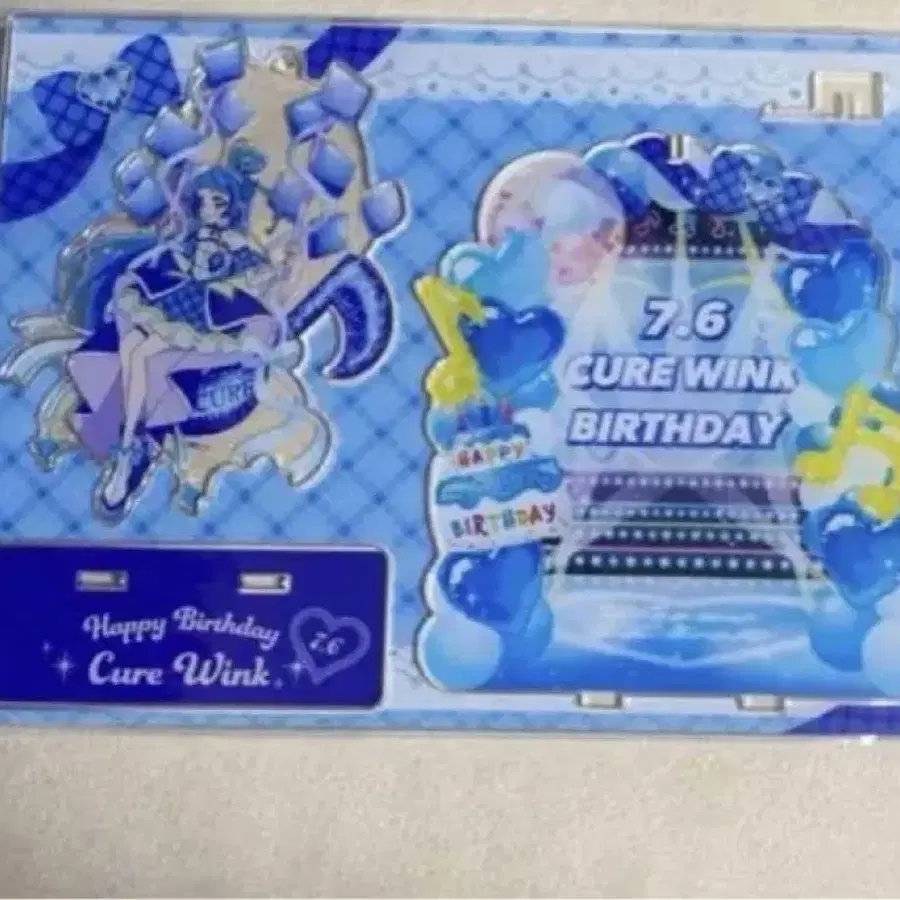 CURE
7.6
CURE WINK
BIRTHDAY
HAPPY
BIRTHDAY
Happy Birthday
7.6
Cure Wink